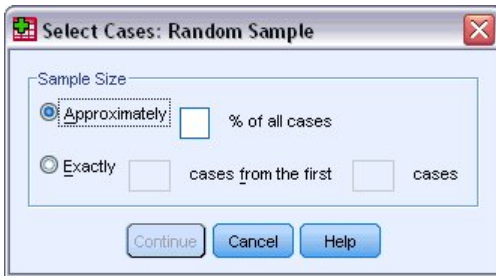 Select Cases: Random Sample
Sample Size
Approximately % of all cases
Exactly cases from the first cases
Continue Cancel Help